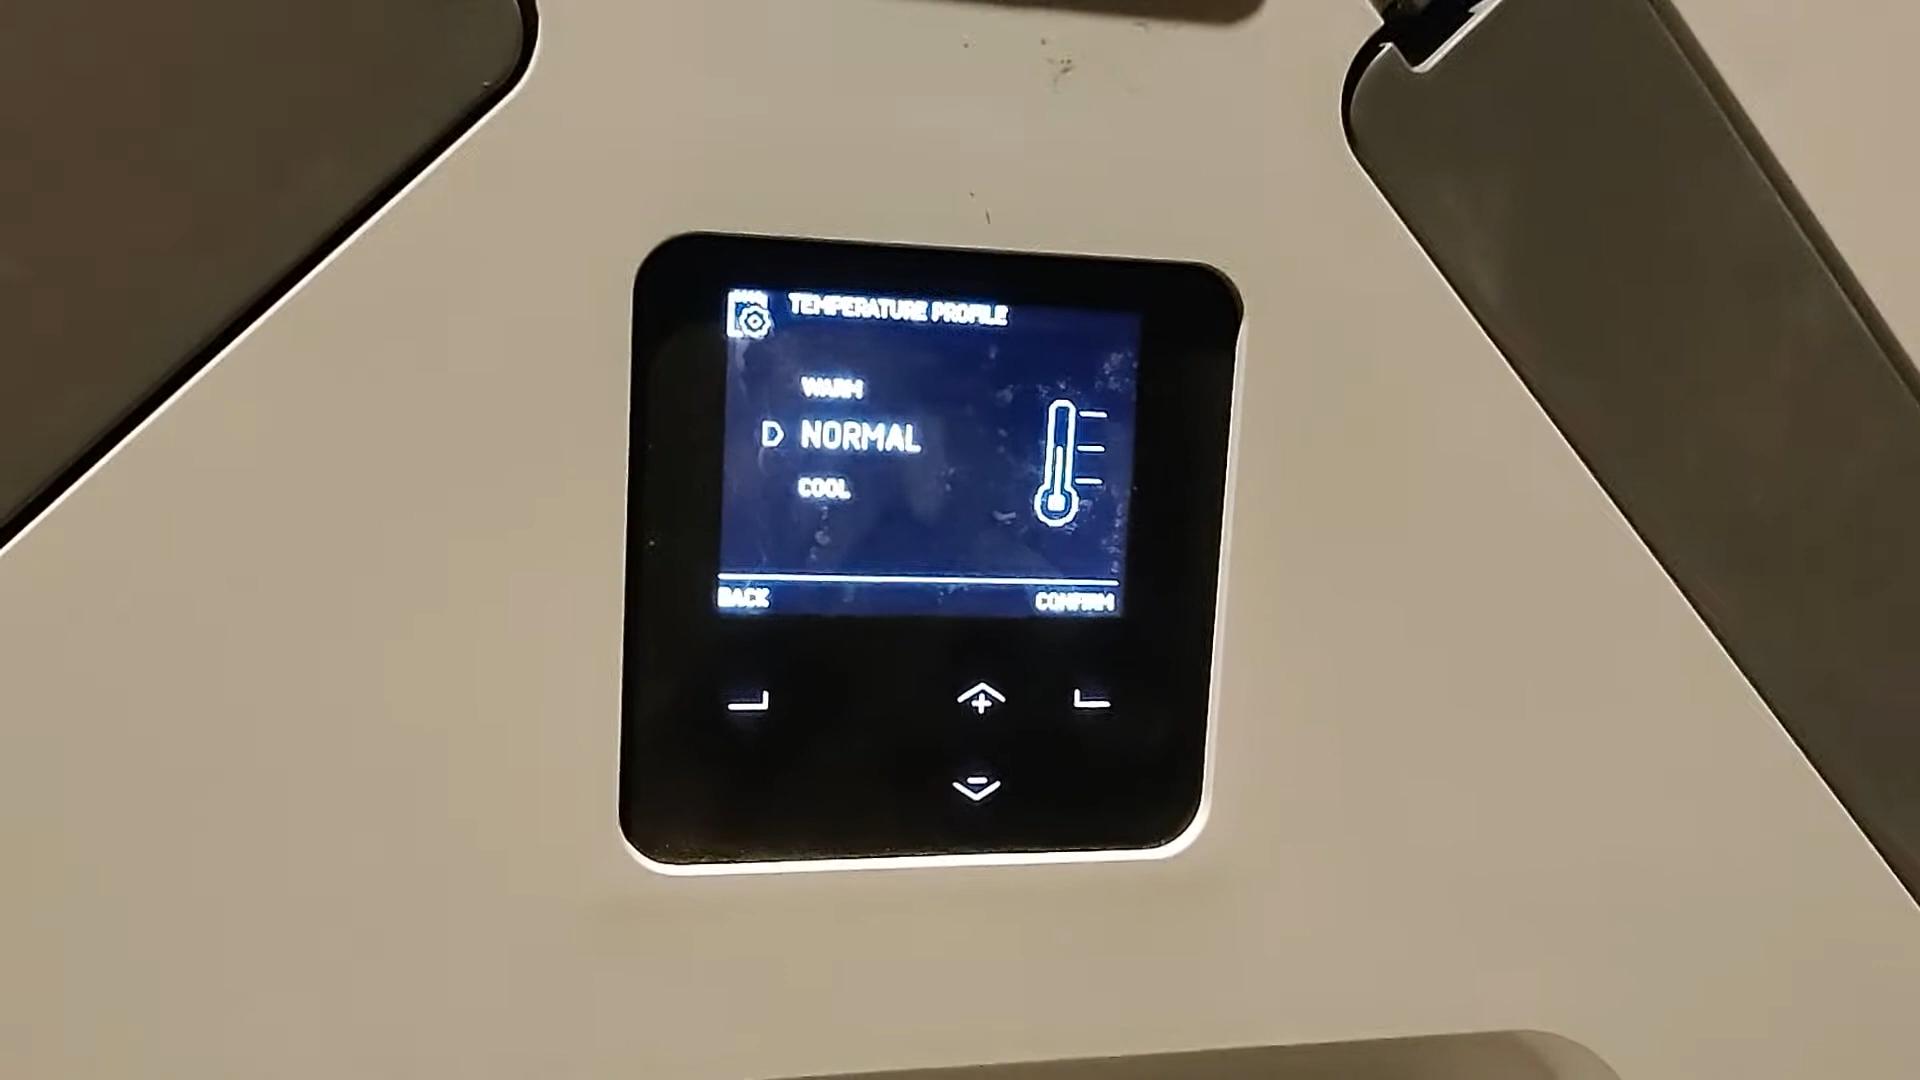 TEMPERATURE PROFILE
WARM
NORMAL
COOL
BACK CONFIRM